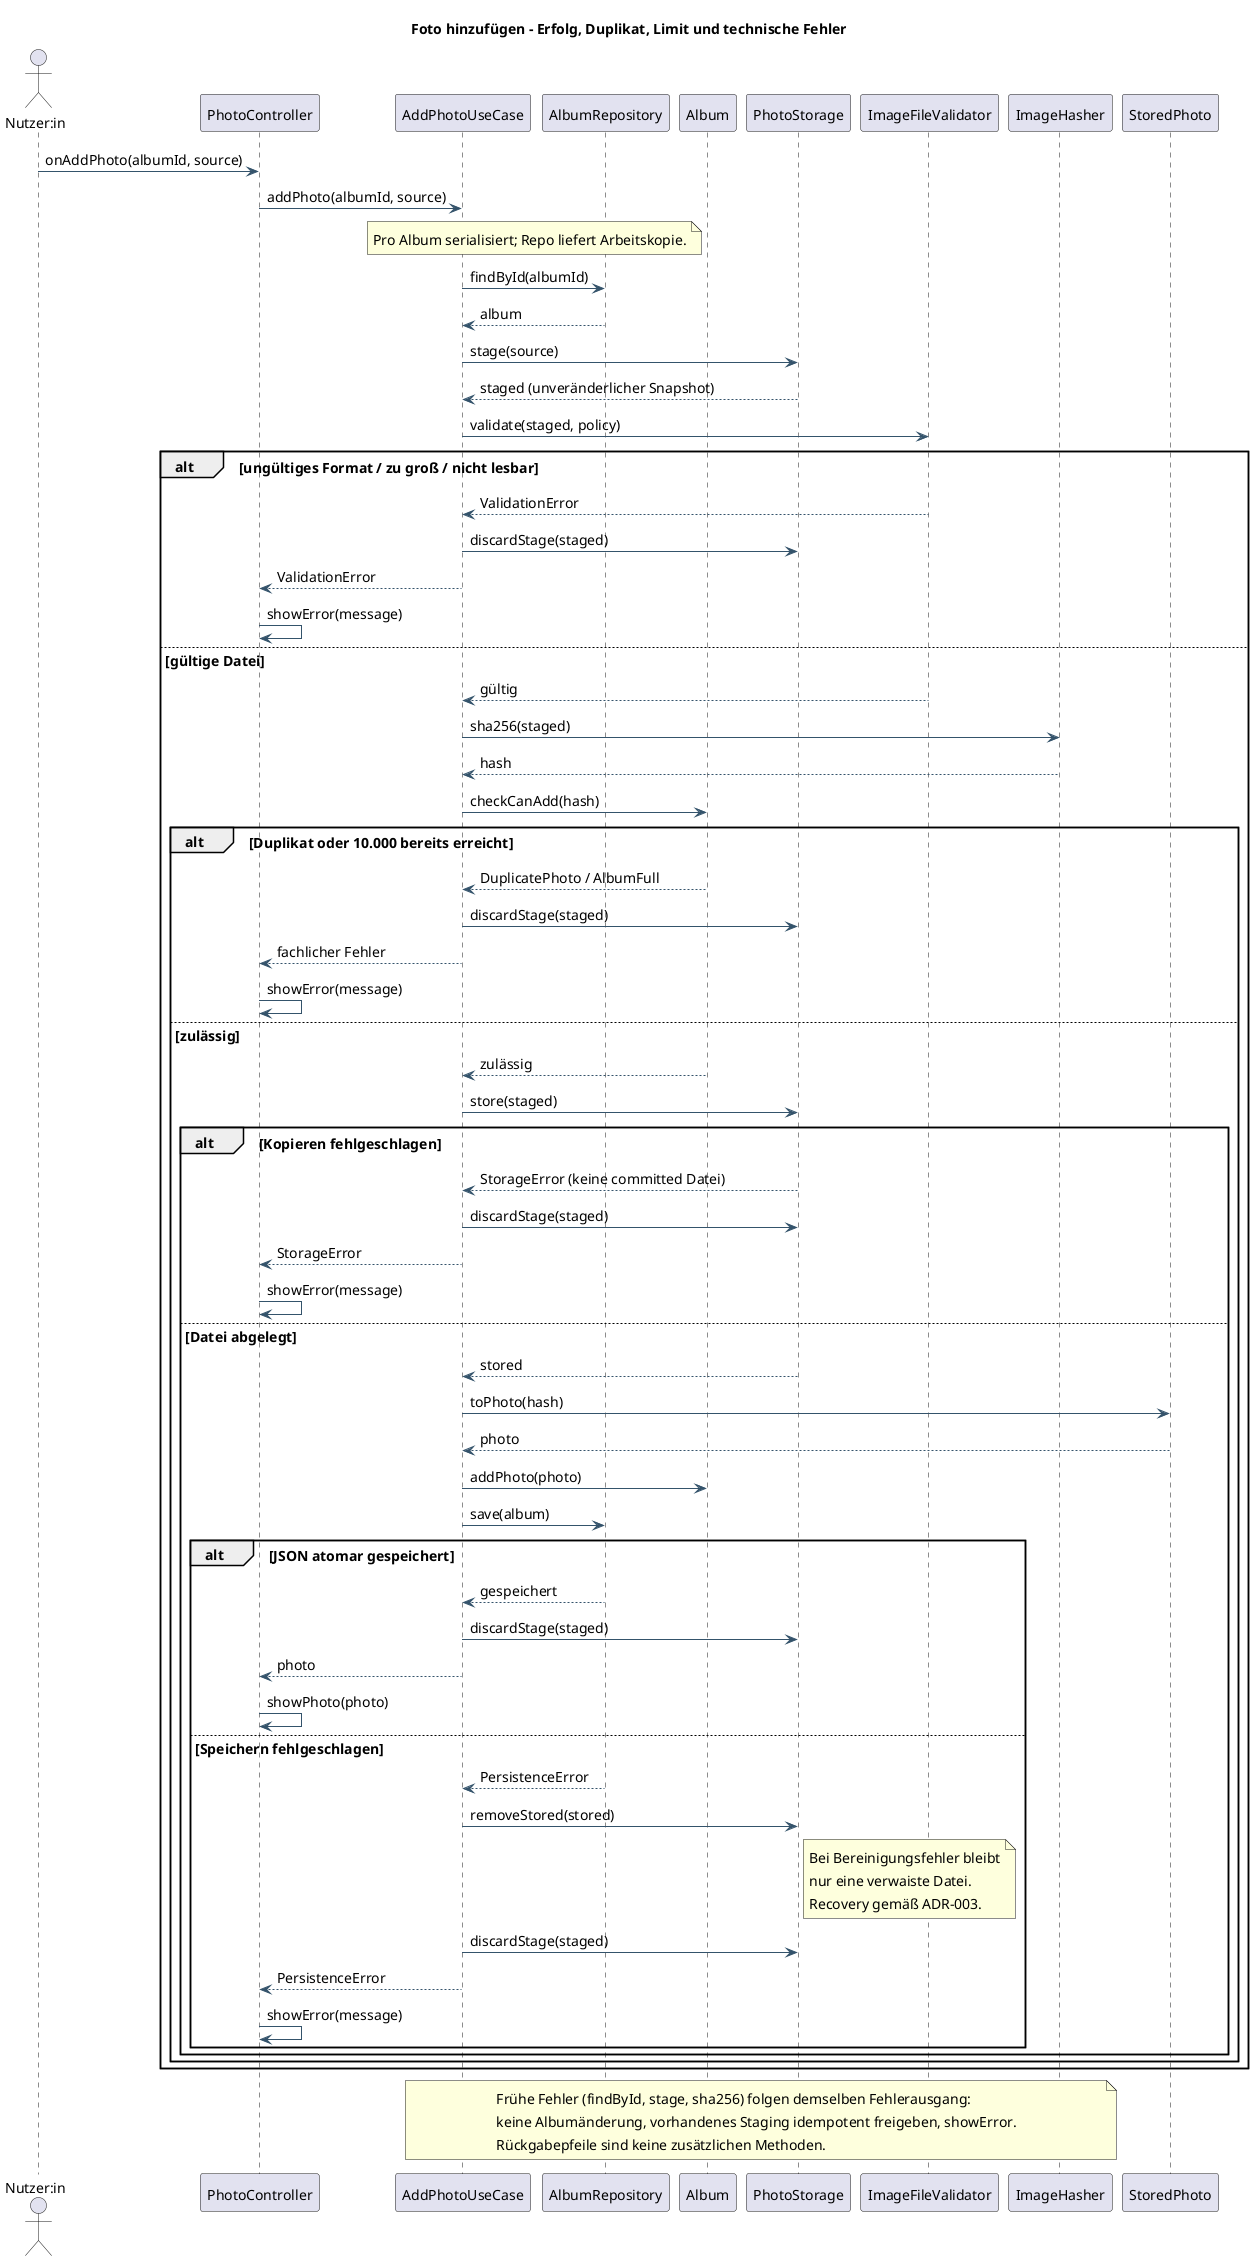 Foto hinzufügen - Erfolg, Duplikat, Limit und technische Fehler
Nutzer:in
PhotoController
AddPhotoUseCase
AlbumRepository
Album
PhotoStorage
ImageFileValidator
ImageHasher
StoredPhoto
onAddPhoto(albumId, source)
addPhoto(albumId, source)
Pro Album serialisiert; Repo liefert Arbeitskopie.
findById(albumId)
album
stage(source)
staged (unveränderlicher Snapshot)
validate(staged, policy)
alt [ungültiges Format / zu groß / nicht lesbar]
ValidationError
discardStage(staged)
ValidationError
showError(message)
[gültige Datei]
gültig
sha256(staged)
hash
checkCanAdd(hash)
alt [Duplikat oder 10.000 bereits erreicht]
DuplicatePhoto / AlbumFull
discardStage(staged)
fachlicher Fehler
showError(message)
[zulässig]
zulässig
store(staged)
alt [Kopieren fehlgeschlagen]
StorageError (keine committed Datei)
discardStage(staged)
StorageError
showError(message)
[Datei abgelegt]
stored
toPhoto(hash)
photo
addPhoto(photo)
save(album)
alt [JSON atomar gespeichert]
gespeichert
discardStage(staged)
photo
showPhoto(photo)
[Speichern fehlgeschlagen]
PersistenceError
removeStored(stored)
Bei Bereinigungsfehler bleibt
nur eine verwaiste Datei.
Recovery gemäß ADR-003.
discardStage(staged)
PersistenceError
showError(message)
Frühe Fehler (findById, stage, sha256) folgen demselben Fehlerausgang:
keine Albumänderung, vorhandenes Staging idempotent freigeben, showError.
Rückgabepfeile sind keine zusätzlichen Methoden.
Nutzer:in
PhotoController
AddPhotoUseCase
AlbumRepository
Album
PhotoStorage
ImageFileValidator
ImageHasher
StoredPhoto